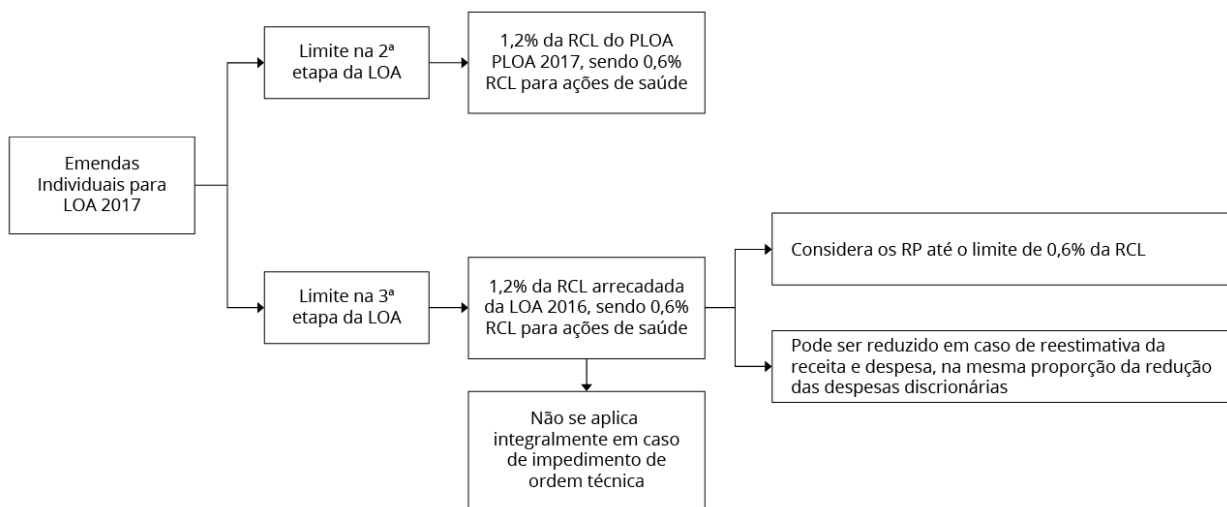 Emendas
Individuais para
LOA 2017
Limite na 2ª
etapa da LOA
1,2% da RCL do PLOA
PLOA 2017, sendo 0,6%
RCL para ações de saúde
Limite na 3ª
etapa da LOA
1,2% da RCL arrecadada
da LOA 2016, sendo 0,6%
RCL para ações de saúde
Considera os RP até o limite de 0,6% da RCL
Pode ser reduzido em caso de reestimativa da
receita e despesa, na mesma proporção da redução
das despesas discrionárias
Não se aplica
integralmente em caso
de impedimento de
ordem técnica